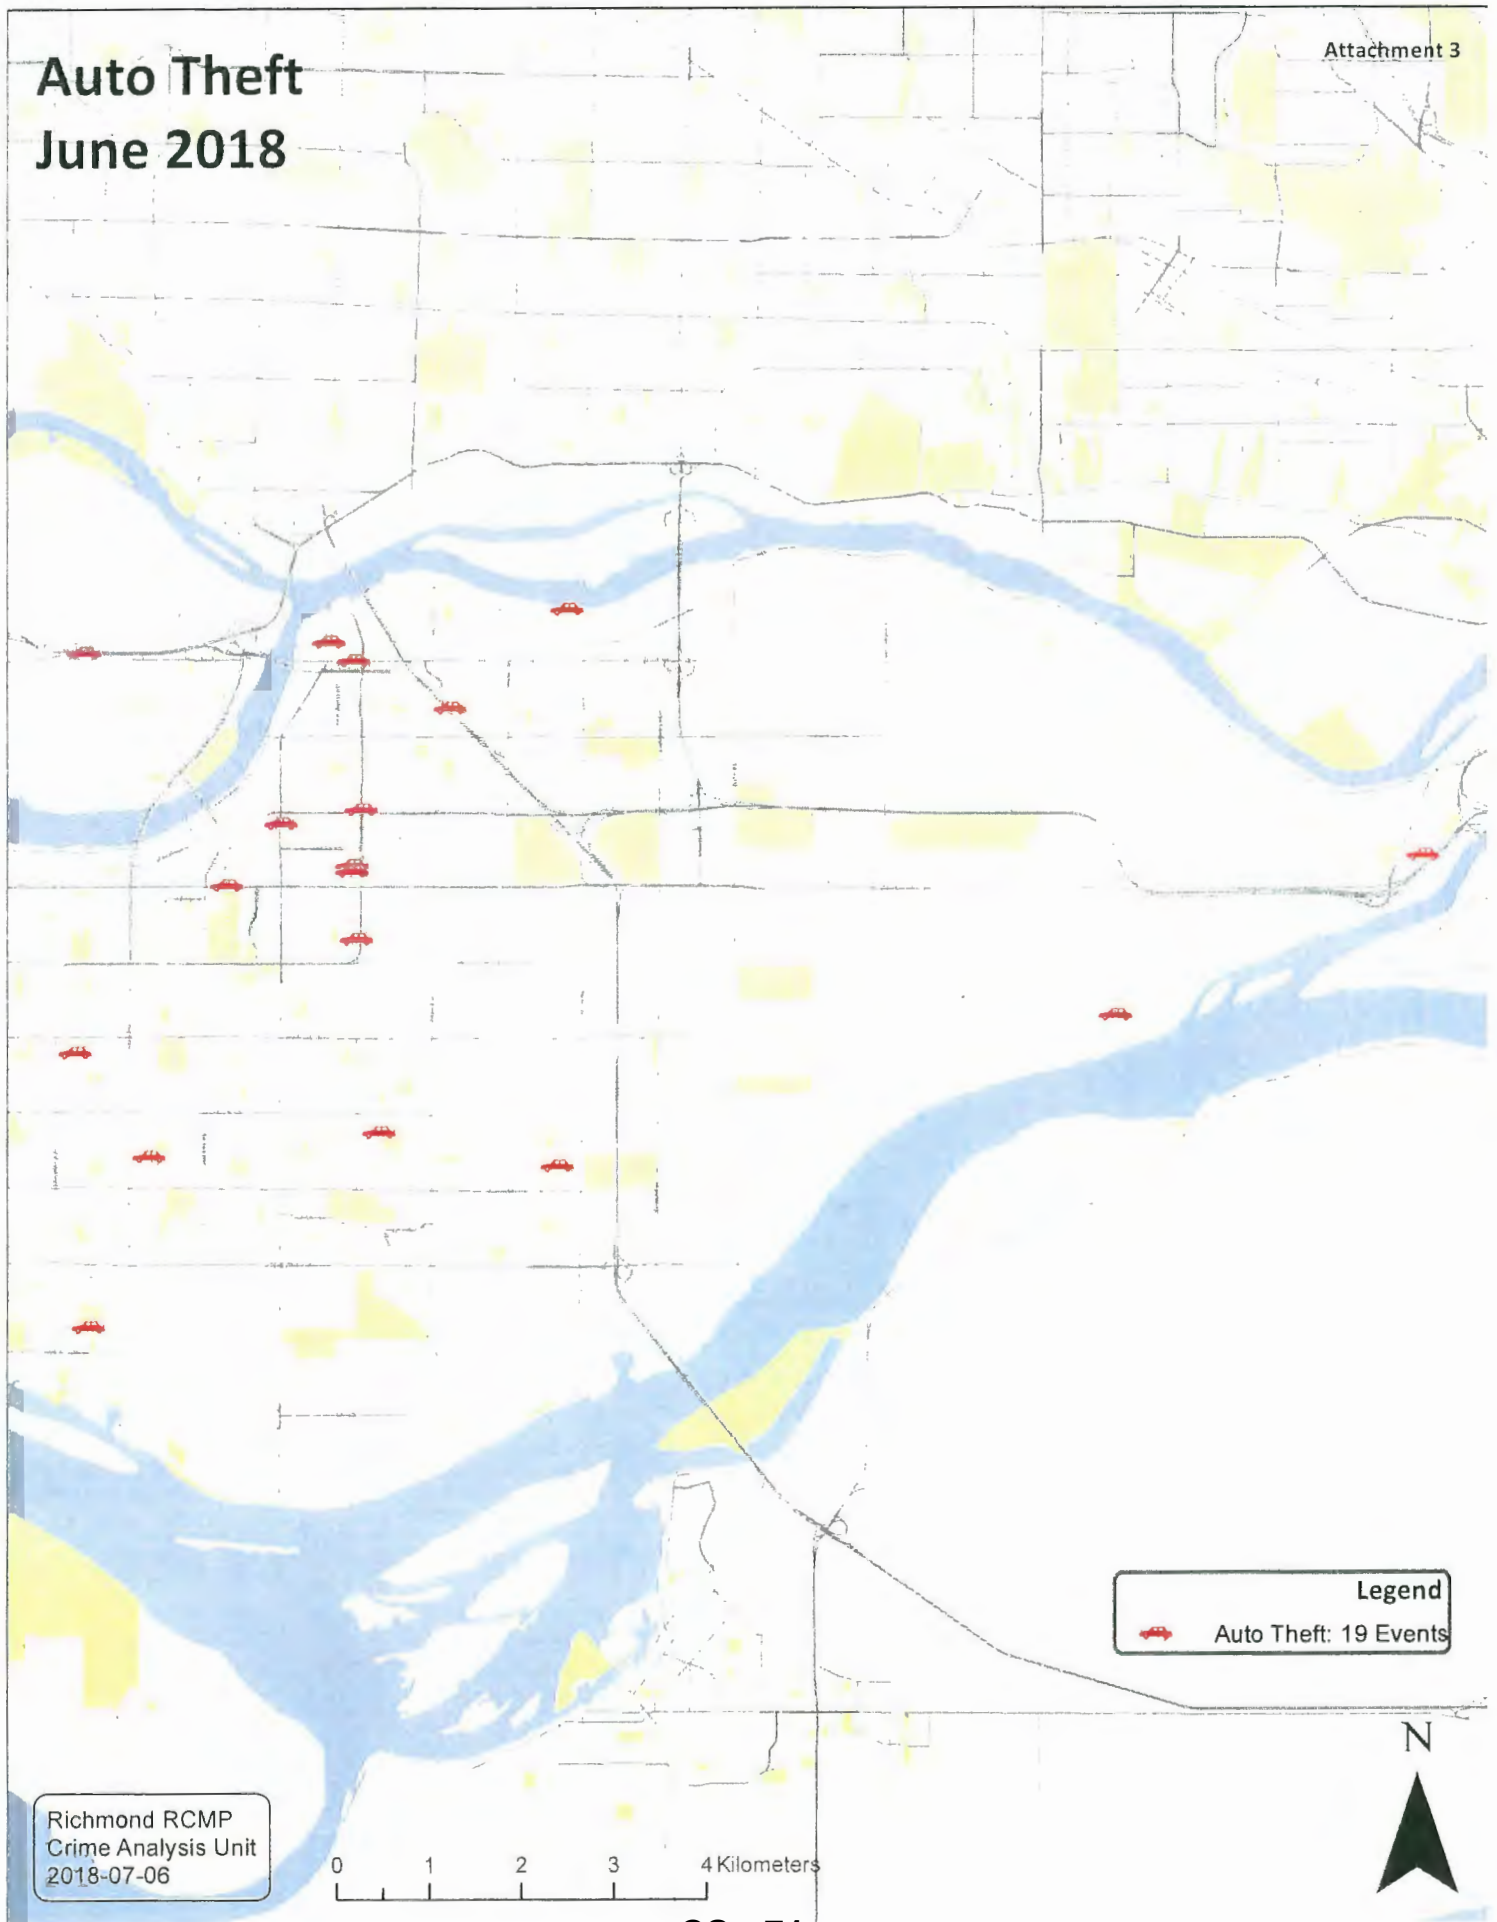 Attachment 3
Auto Theft
June 2018
Legend
Auto Theft: 19 Events
N
Richmond RCMP
Crime Analysis Unit
2018-07-06
0 1 2 3 4 Kilometers